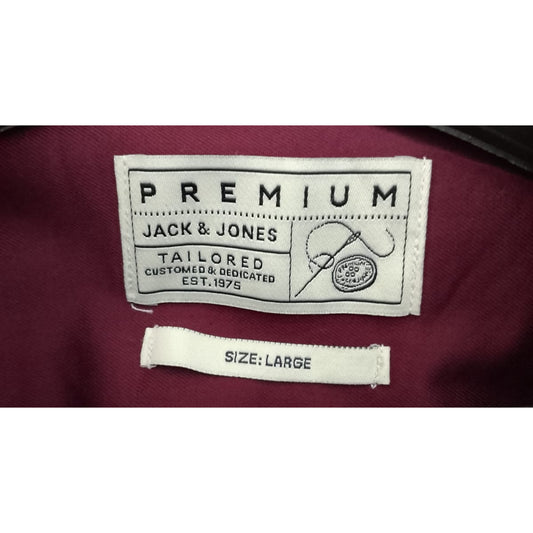 PREMIUM
JACK & JONES
TAILORED
CUSTOMED & DEDICATED
EST. 1975
SIZE: LARGE